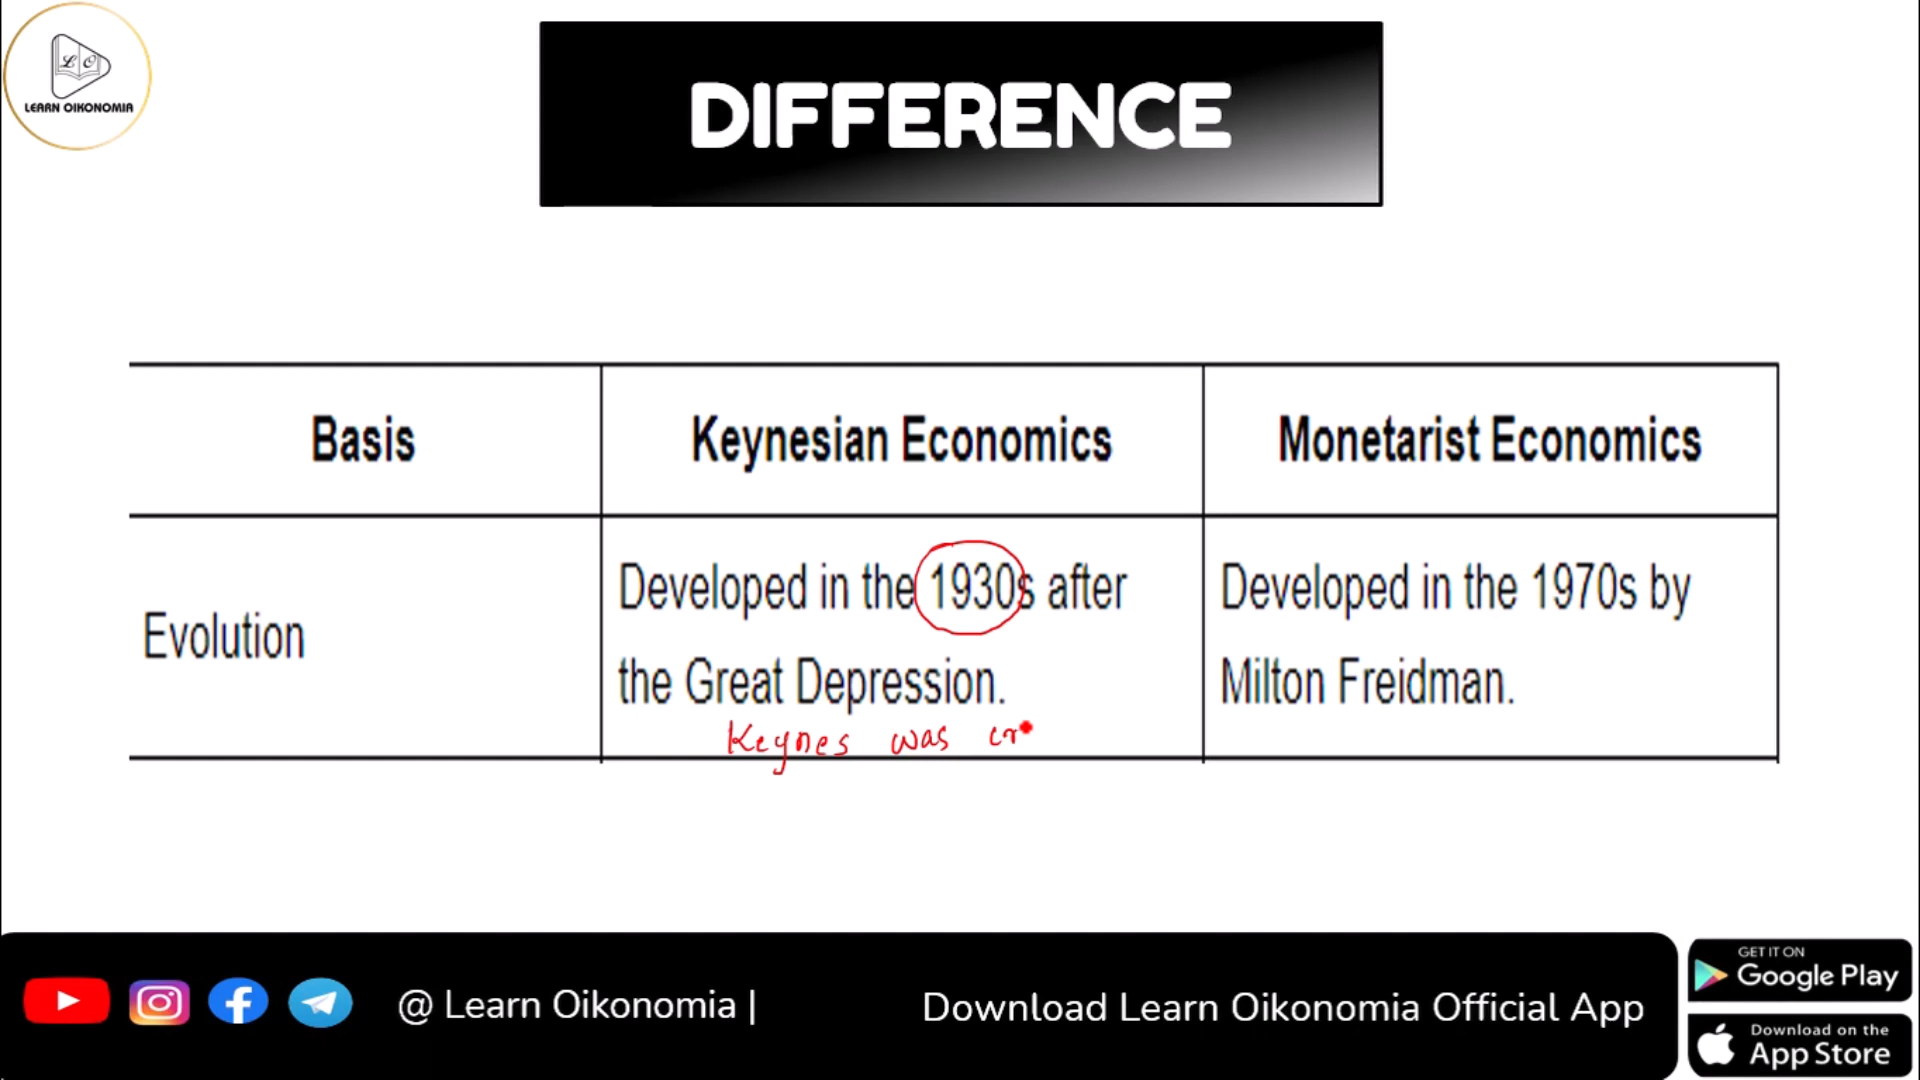 L O
LEARN OIKONOMIA
DIFFERENCE
Basis
Keynesian Economics
Monetarist Economics
Evolution
Developed in the 1930s after
the Great Depression.
Keynes was
Developed in the 1970s by
Milton Freidman.
@ Learn Oikonomia |
Download Learn Oikonomia Official App
GET IT ON
Google Play
Download on the
App Store